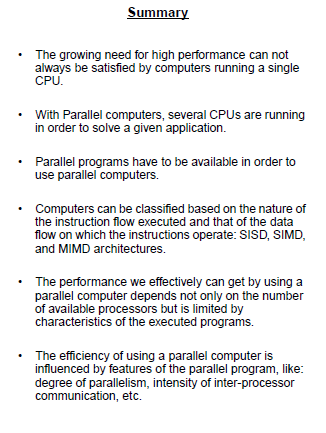 Summary
• The growing need for high performance can not
always be satisfied by computers running a single
CPU.
• With Parallel computers, several CPUs are running
in order to solve a given application.
• Parallel programs have to be available in order to
use parallel computers.
• Computers can be classified based on the nature of
the instruction flow executed and that of the data
flow on which the instructions operate: SISD, SIMD,
and MIMD architectures.
• The performance we effectively can get by using a
parallel computer depends not only on the number
of available processors but is limited by
characteristics of the executed programs.
• The efficiency of using a parallel computer is
influenced by features of the parallel program, like:
degree of parallelism, intensity of inter-processor
communication, etc.